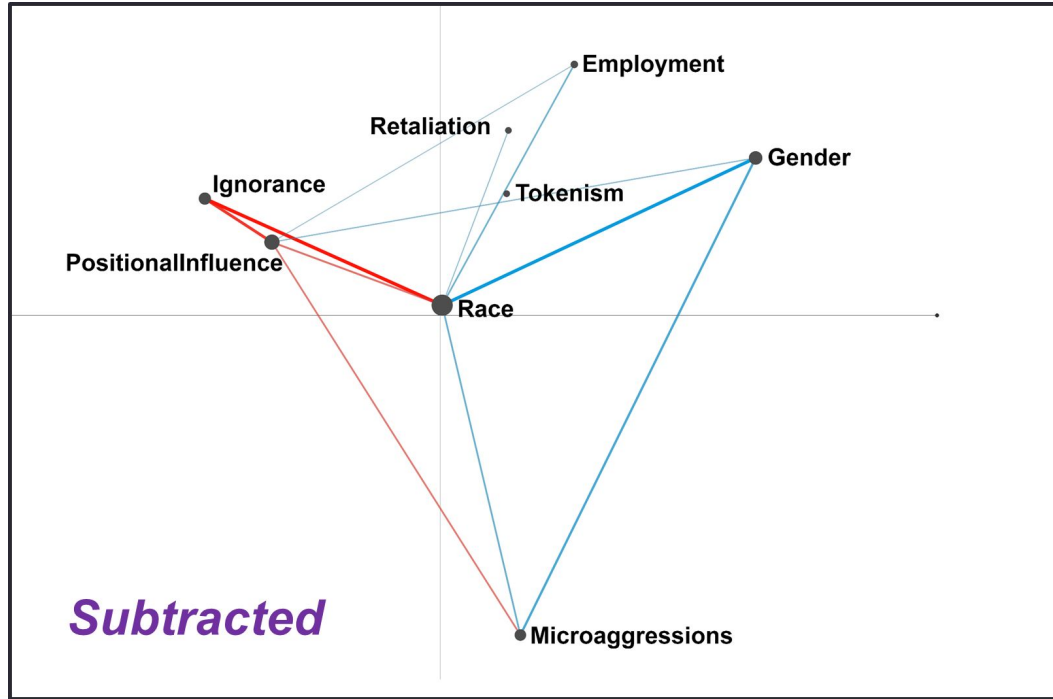 Employment
Retaliation
Gender
Ignorance
Tokenism
PositionalInfluence
Race
Subtracted
Microaggressions